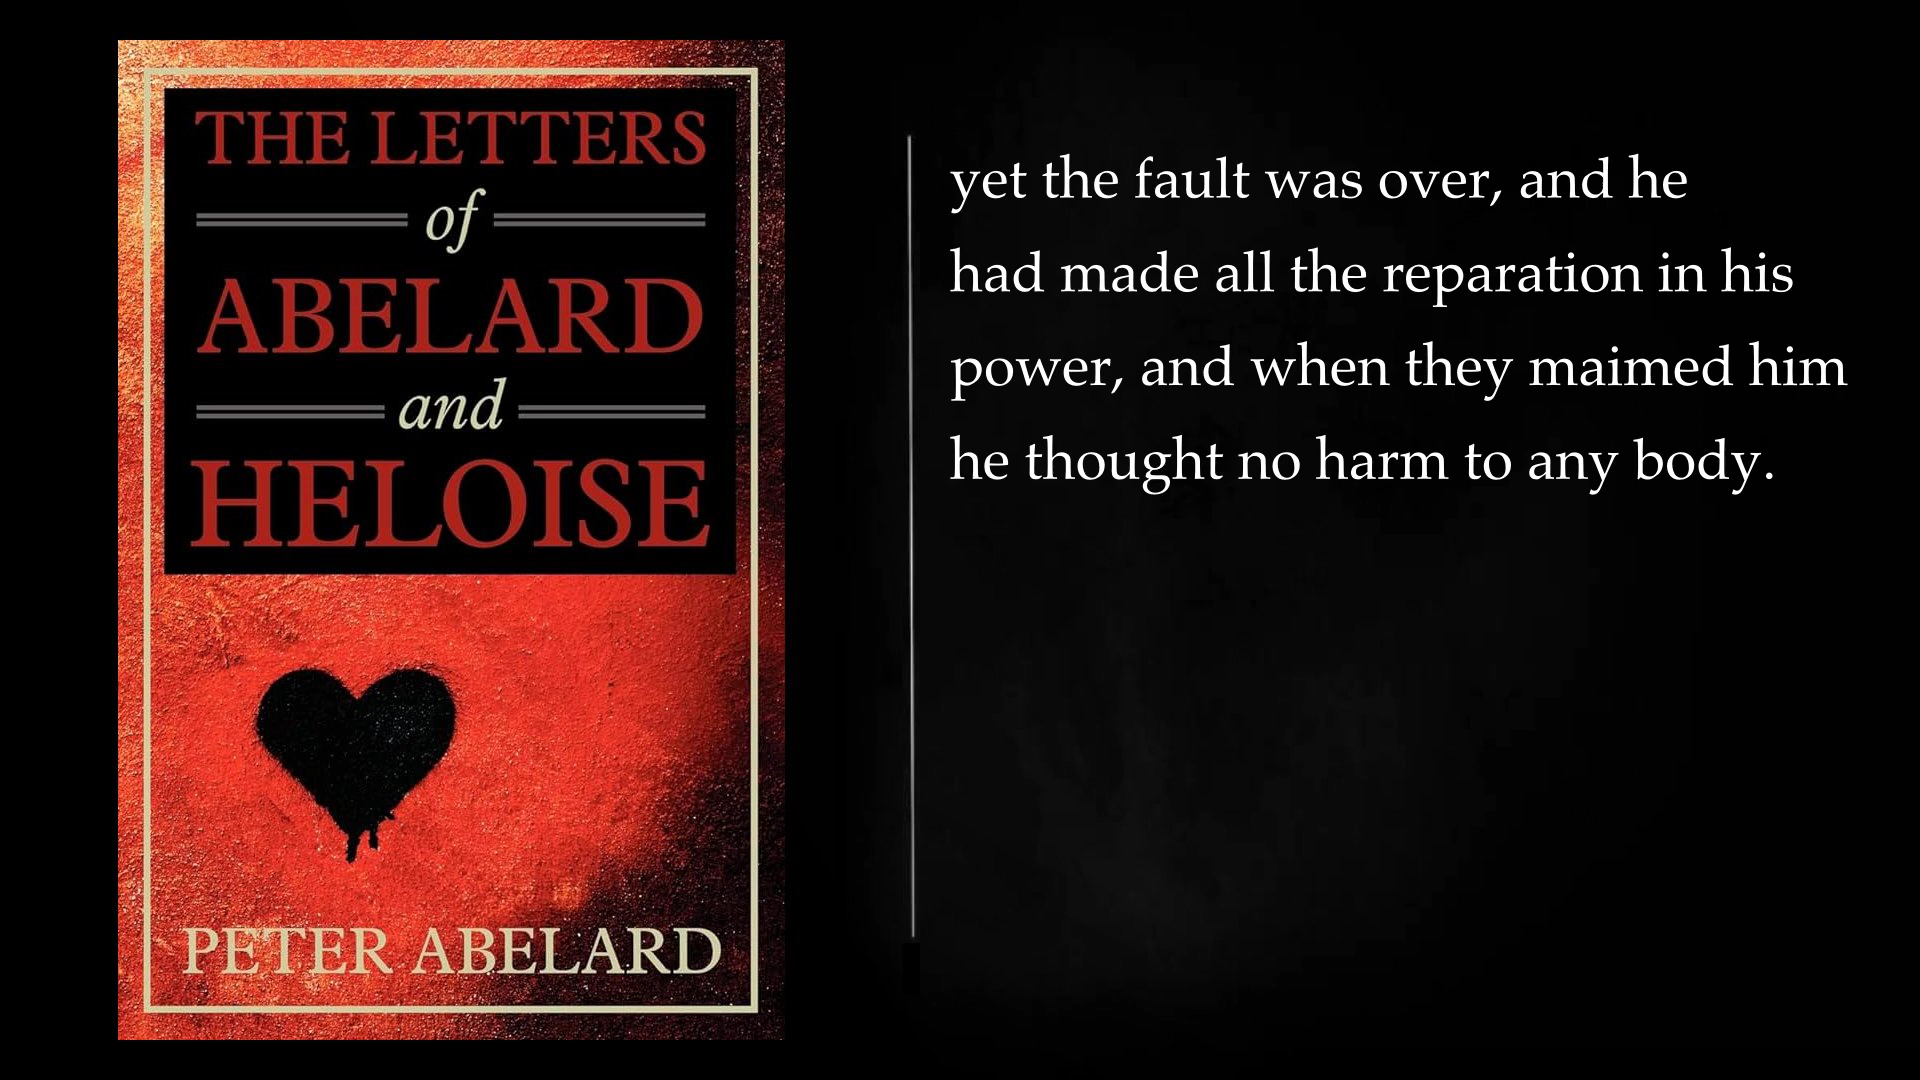 THE LETTERS
of
ABELARD
and
HELOISE
PETER ABELARD
yet the fault was over, and he
had made all the reparation in his
power, and when they maimed him
he thought no harm to any body.